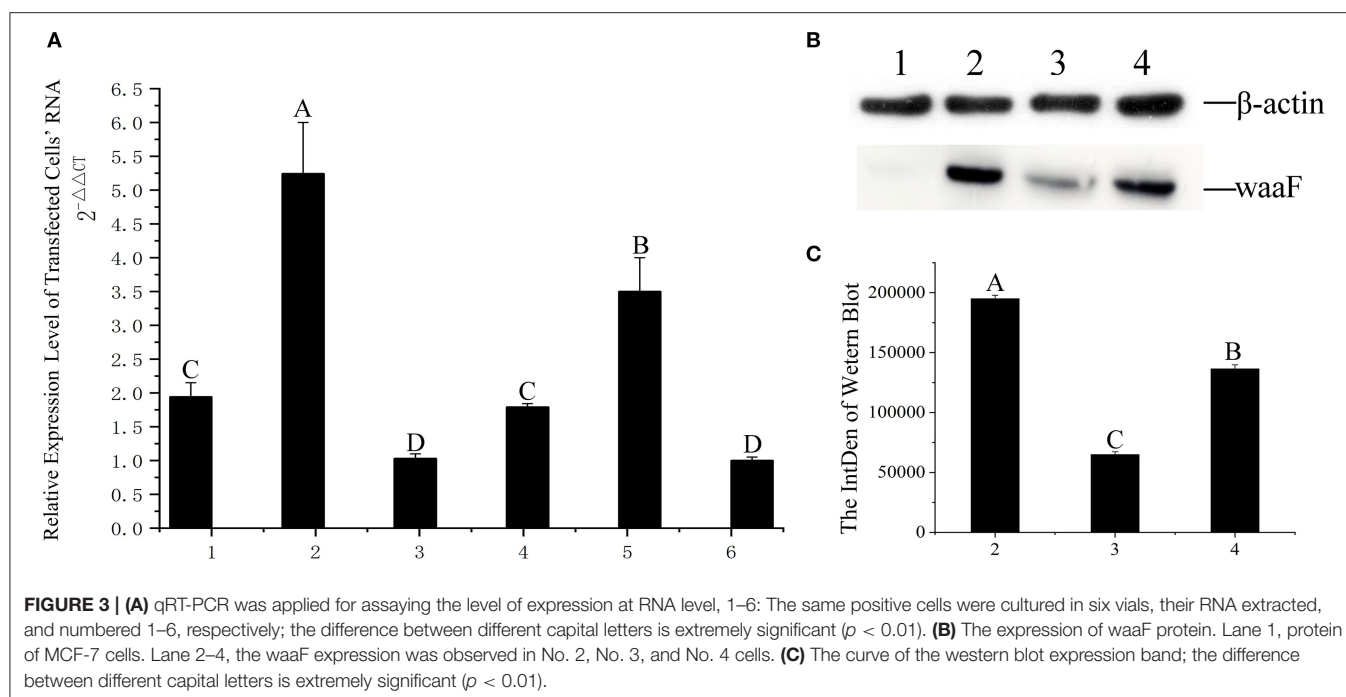 A
Relative Expression Level of Transfected Cells' RNA
2^-△△CT
6.5
6.0
5.5
5.0
4.5
4.0
3.5
3.0
2.5
2.0
1.5
1.0
0.5
0.0
C
A
D
C
B
D
1 2 3 4 5 6
B
1 2 3 4
β-actin
waaF
C
The IntDen of Wetern Blot
200000
150000
100000
50000
0
A
C
B
2 3 4
FIGURE 3 | (A) qRT-PCR was applied for assaying the level of expression at RNA level, 1–6: The same positive cells were cultured in six vials, their RNA extracted,
and numbered 1–6, respectively; the difference between different capital letters is extremely significant (p < 0.01). (B) The expression of waaF protein. Lane 1, protein
of MCF-7 cells. Lane 2–4, the waaF expression was observed in No. 2, No. 3, and No. 4 cells. (C) The curve of the western blot expression band; the difference
between different capital letters is extremely significant (p < 0.01).